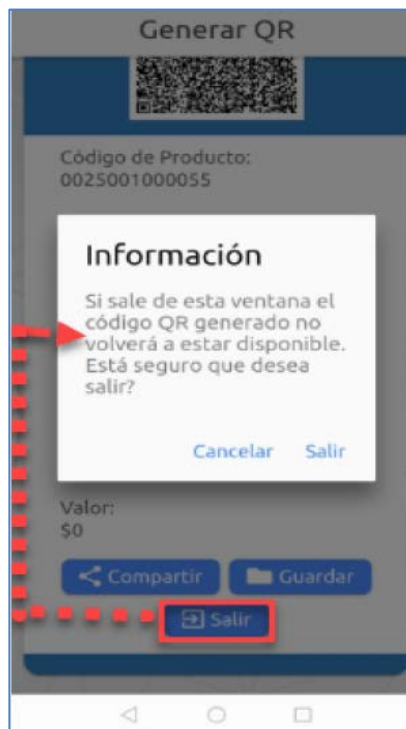 Generar QR
Código de Producto:
0025001000055
Información
Si sale de esta ventana el
código QR generado no
volverá a estar disponible.
Está seguro que desea
salir?
Cancelar Salir
Valor:
$0
Compartir Guardar
Salir